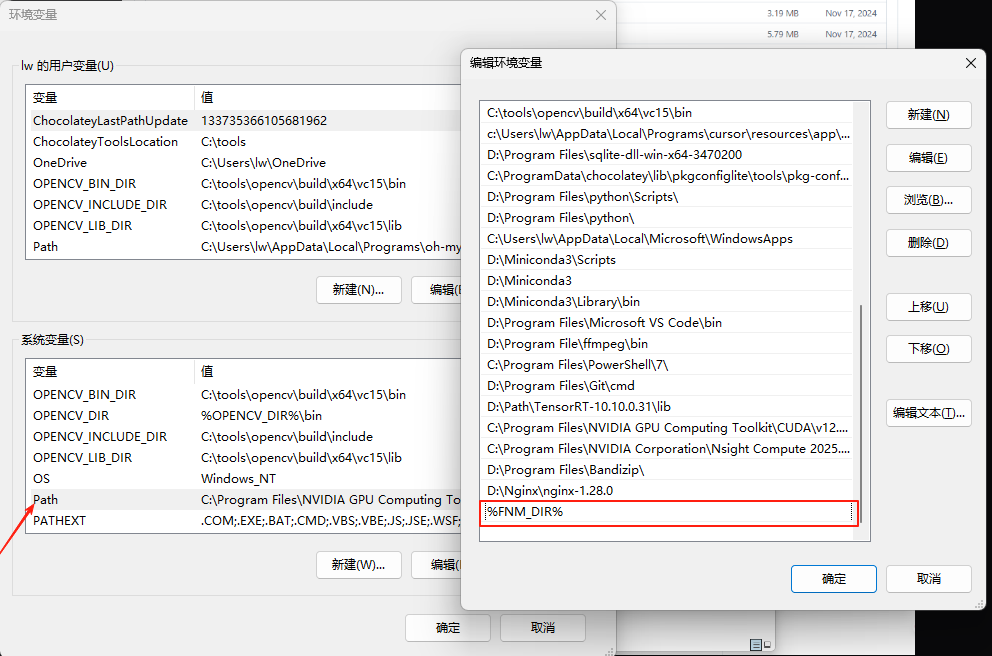 环境变量
3.19 MB Nov 17, 2024
5.79 MB Nov 17, 2024
lw 的用户变量(U)
变量 值
ChocolateyLastPathUpdate 133735366105681962
ChocolateyToolsLocation C:\tools
OneDrive C:\Users\lw\OneDrive
OPENCV_BIN_DIR C:\tools\opencv\build\x64\vc15\bin
OPENCV_INCLUDE_DIR C:\tools\opencv\build\include
OPENCV_LIB_DIR C:\tools\opencv\build\x64\vc15\lib
Path C:\Users\lw\AppData\Local\Programs\oh-my
新建(N)...
编辑(E
系统变量(S)
变量 值
OPENCV_BIN_DIR C:\tools\opencv\build\x64\vc15\bin
OPENCV_DIR %OPENCV_DIR%\bin
OPENCV_INCLUDE_DIR C:\tools\opencv\build\include
OPENCV_LIB_DIR C:\tools\opencv\build\x64\vc15\lib
OS Windows_NT
Path C:\Program Files\NVIDIA GPU Computing To
PATHEXT .COM;.EXE;.BAT;.CMD;.VBS;.VBE;.JS;.JSE;.WSF;
新建(W)...
编辑(
确定
取消
编辑环境变量
C:\tools\opencv\build\x64\vc15\bin
c:\Users\lw\AppData\Local\Programs\cursor\resources\app\...
D:\Program Files\sqlite-dll-win-x64-3470200
C:\ProgramData\chocolatey\lib\pkgconfiglite\tools\pkg-conf...
D:\Program Files\python\Scripts\
D:\Program Files\python\
C:\Users\lw\AppData\Local\Microsoft\WindowsApps
D:\Miniconda3\Scripts
D:\Miniconda3
D:\Miniconda3\Library\bin
D:\Program Files\Microsoft VS Code\bin
D:\Program File\ffmpeg\bin
C:\Program Files\PowerShell\7\
D:\Program Files\Git\cmd
D:\Path\TensorRT-10.10.0.31\lib
C:\Program Files\NVIDIA GPU Computing Toolkit\CUDA\v12....
C:\Program Files\NVIDIA Corporation\Nsight Compute 2025....
D:\Program Files\Bandizip\
D:\Nginx\nginx-1.28.0
%FNM_DIR%
新建(N)
编辑(E)
浏览(B)...
删除(D)
上移(U)
下移(O)
编辑文本(T)...
确定
取消